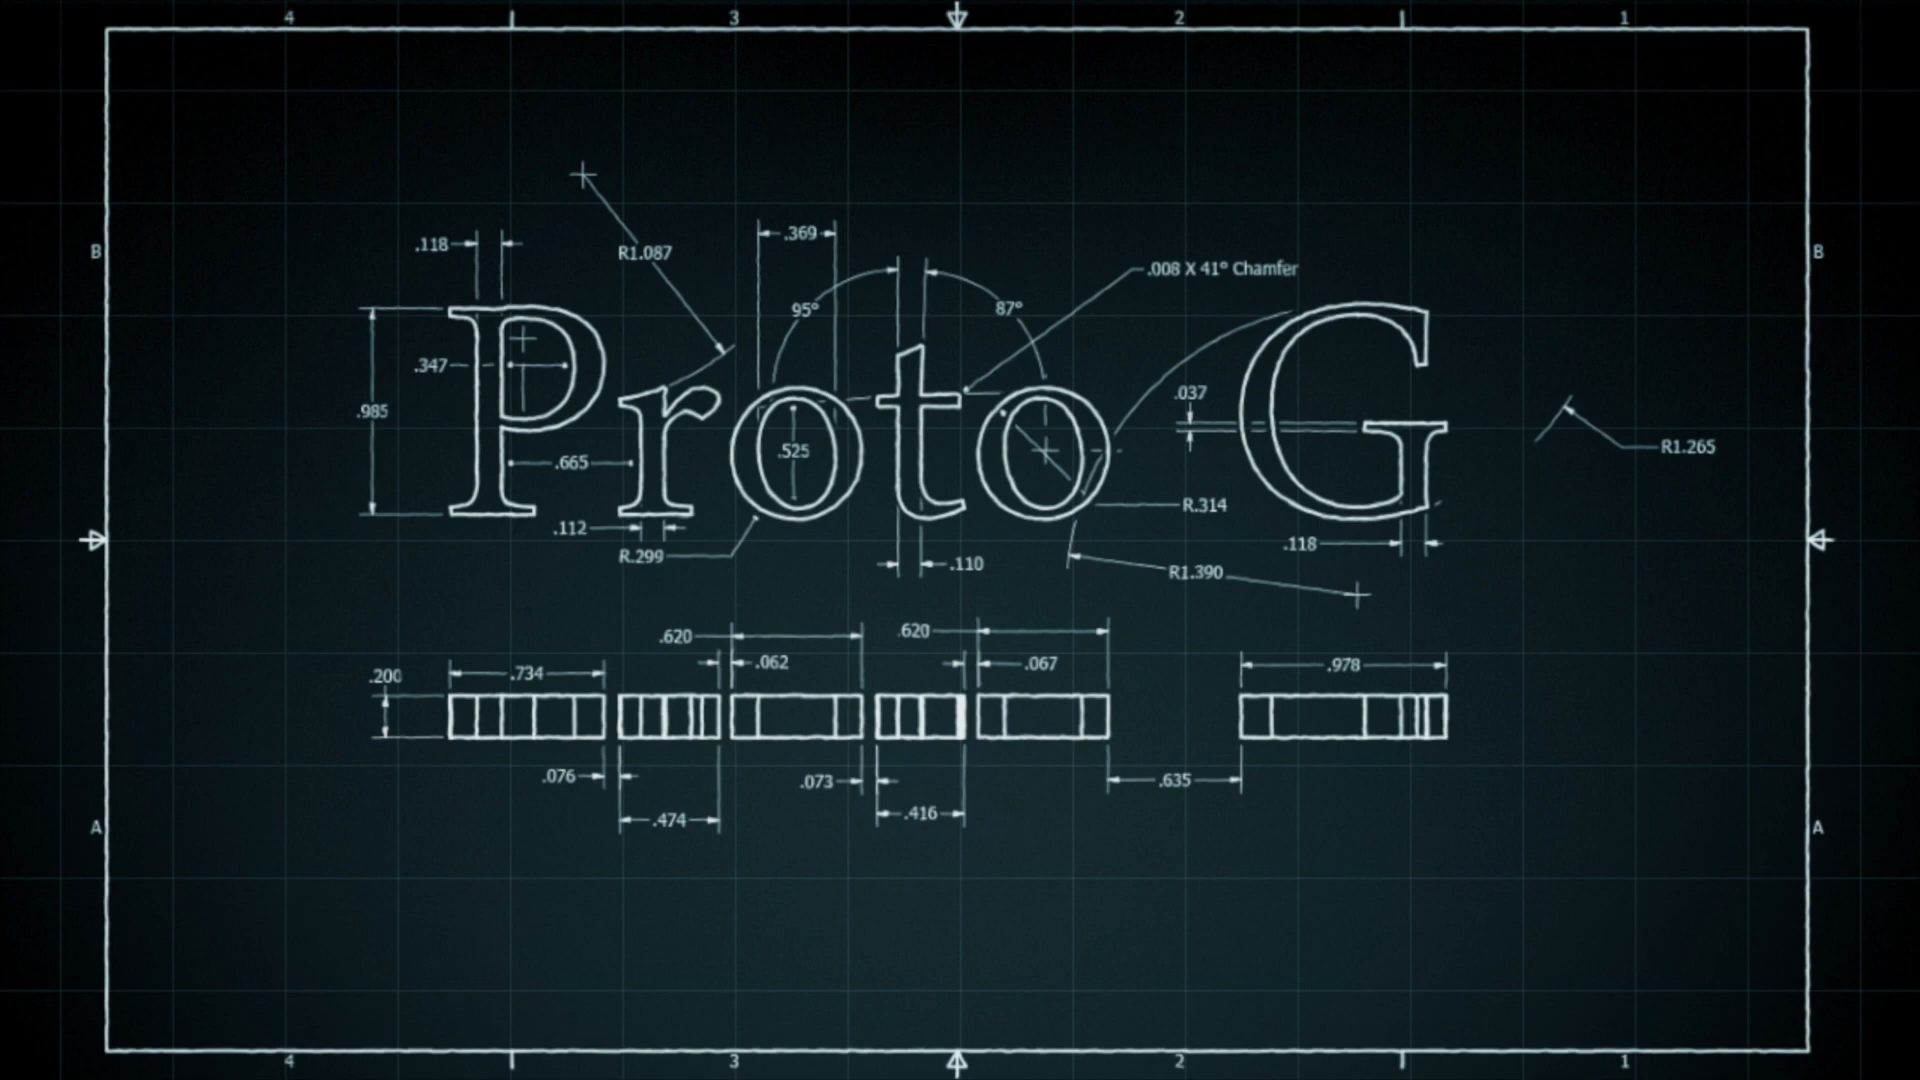 4 3 2 1
B B
.118
R1.087
.369
.008 X 41° Chamfer
95°
87°
Proto G
.347
.037
.985
.525
R1.265
.665
R.314
.112
.118
R.299
.110
R1.390
.620
.620
.062
.067
.978
.200
.734
.076
.073
.635
.474
.416
A A
4 3 2 1